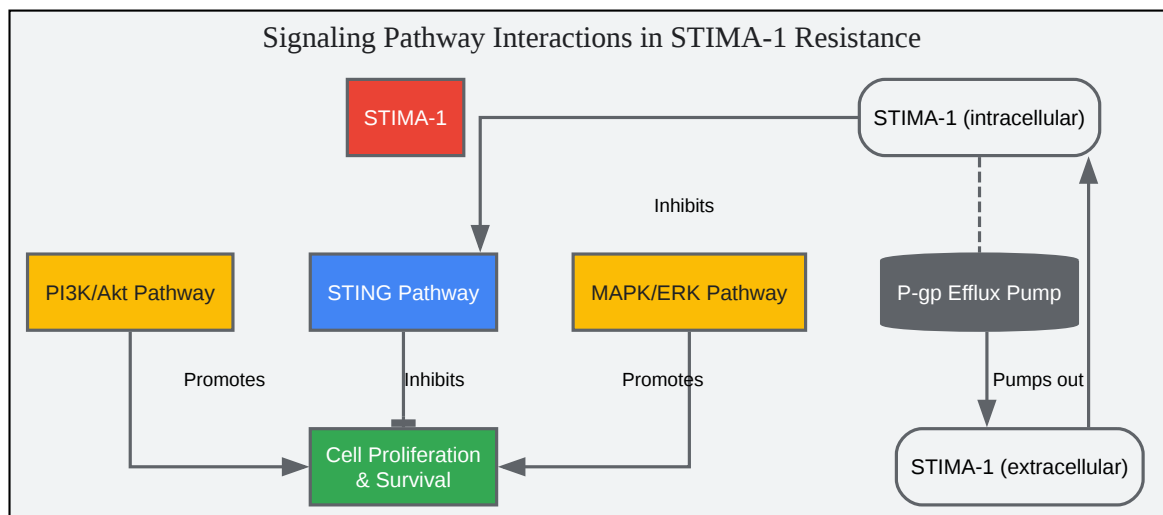 Signaling Pathway Interactions in STIMA-1 Resistance
STIMA-1
STIMA-1 (intracellular)
Inhibits
PI3K/Akt Pathway
STING Pathway
MAPK/ERK Pathway
P-gp Efflux Pump
Promotes
Inhibits
Promotes
Pumps out
Cell Proliferation
& Survival
STIMA-1 (extracellular)